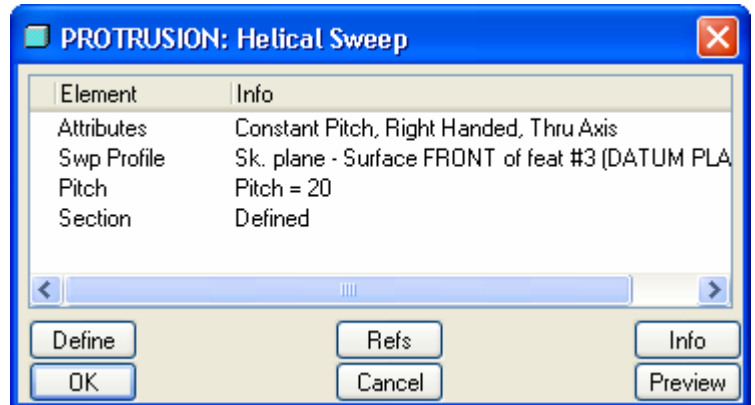 PROTRUSION: Helical Sweep
Element Info
Attributes Constant Pitch, Right Handed, Thru Axis
Swp Profile Sk. plane - Surface FRONT of feat #3 (DATUM PLA
Pitch Pitch = 20
Section Defined
Define Refs Info
OK Cancel Preview